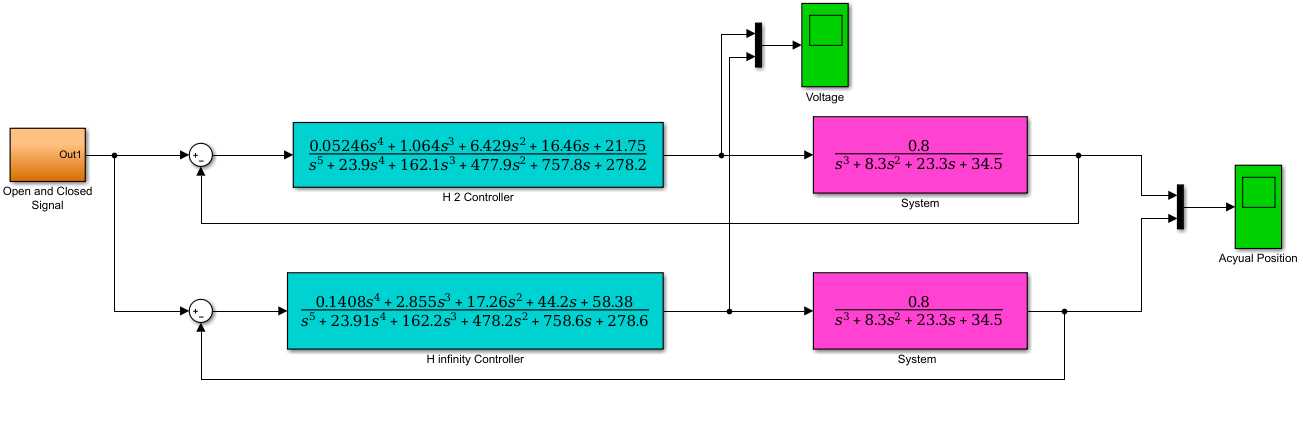 Voltage
Out1
Open and Closed
Signal
+
_
0.05246s⁴ + 1.064s³ + 6.429s² + 16.46s + 21.75
s⁵ + 23.9s⁴ + 162.1s³ + 477.9s² + 757.8s + 278.2
H 2 Controller
0.8
s³ + 8.3s² + 23.3s + 34.5
System
Acyual Position
+
_
0.1408s⁴ + 2.855s³ + 17.26s² + 44.2s + 58.38
s⁵ + 23.91s⁴ + 162.2s³ + 478.2s² + 758.6s + 278.6
H infinity Controller
0.8
s³ + 8.3s² + 23.3s + 34.5
System